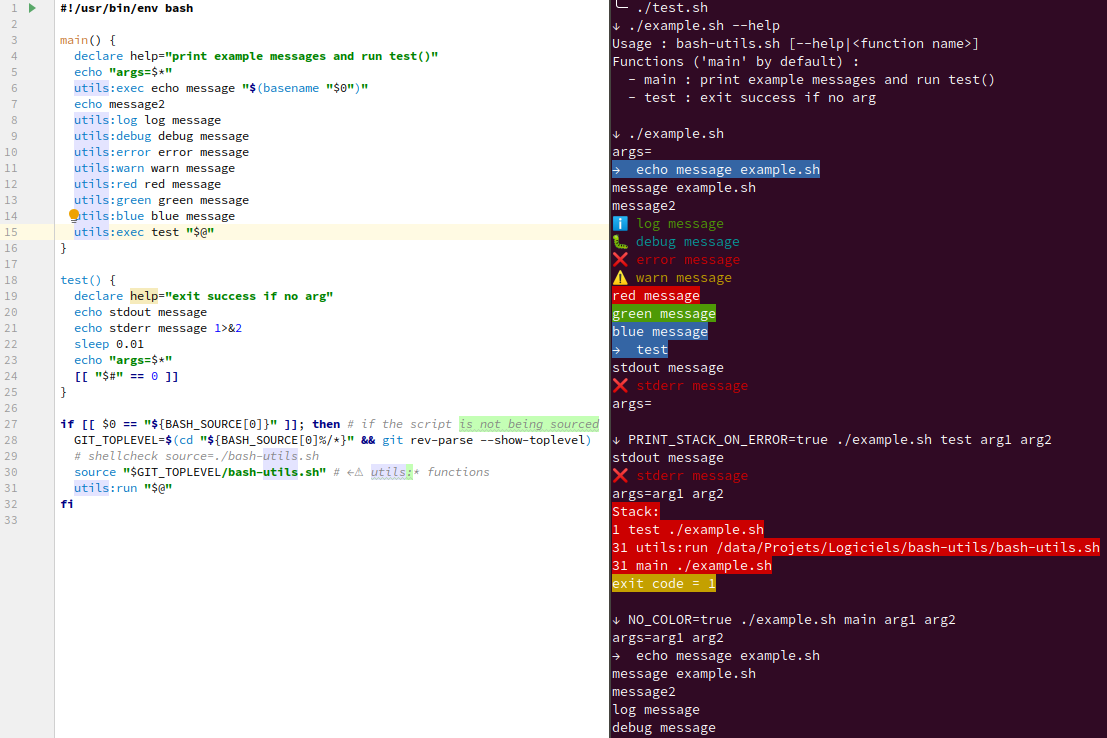 1 #!/usr/bin/env bash
2
3 main() {
4 declare help="print example messages and run test()"
5 echo "args=$*"
6 utils:exec echo message "$(basename "$0")"
7 echo message2
8 utils:log log message
9 utils:debug debug message
10 utils:error error message
11 utils:warn warn message
12 utils:red red message
13 utils:green green message
14 utils:blue blue message
15 utils:exec test "$@"
16 }
17
18 test() {
19 declare help="exit success if no arg"
20 echo stdout message
21 echo stderr message 1>&2
22 sleep 0.01
23 echo "args=$*"
24 [[ "$#" == 0 ]]
25 }
26
27 if [[ $0 == "${BASH_SOURCE[0]}" ]]; then # if the script is not being sourced
28 GIT_TOPLEVEL=$(cd "${BASH_SOURCE[0]%/*}" && git rev-parse --show-toplevel)
29 # shellcheck source=./bash-utils.sh
30 source "$GIT_TOPLEVEL/bash-utils.sh" # ←⚠ utils:* functions
31 utils:run "$@"
32 fi
33
╰─ ./test.sh
↓ ./example.sh --help
Usage : bash-utils.sh [--help|<function name>]
Functions ('main' by default) :
- main : print example messages and run test()
- test : exit success if no arg
↓ ./example.sh
args=
→ echo message example.sh
message example.sh
message2
ℹ️ log message
🐛 debug message
❌ error message
⚠️ warn message
red message
green message
blue message
→ test
stdout message
❌ stderr message
args=
↓ PRINT_STACK_ON_ERROR=true ./example.sh test arg1 arg2
stdout message
❌ stderr message
args=arg1 arg2
Stack:
1 test ./example.sh
31 utils:run /data/Projets/Logiciels/bash-utils/bash-utils.sh
31 main ./example.sh
exit code = 1
↓ NO_COLOR=true ./example.sh main arg1 arg2
args=arg1 arg2
→ echo message example.sh
message example.sh
message2
log message
debug message